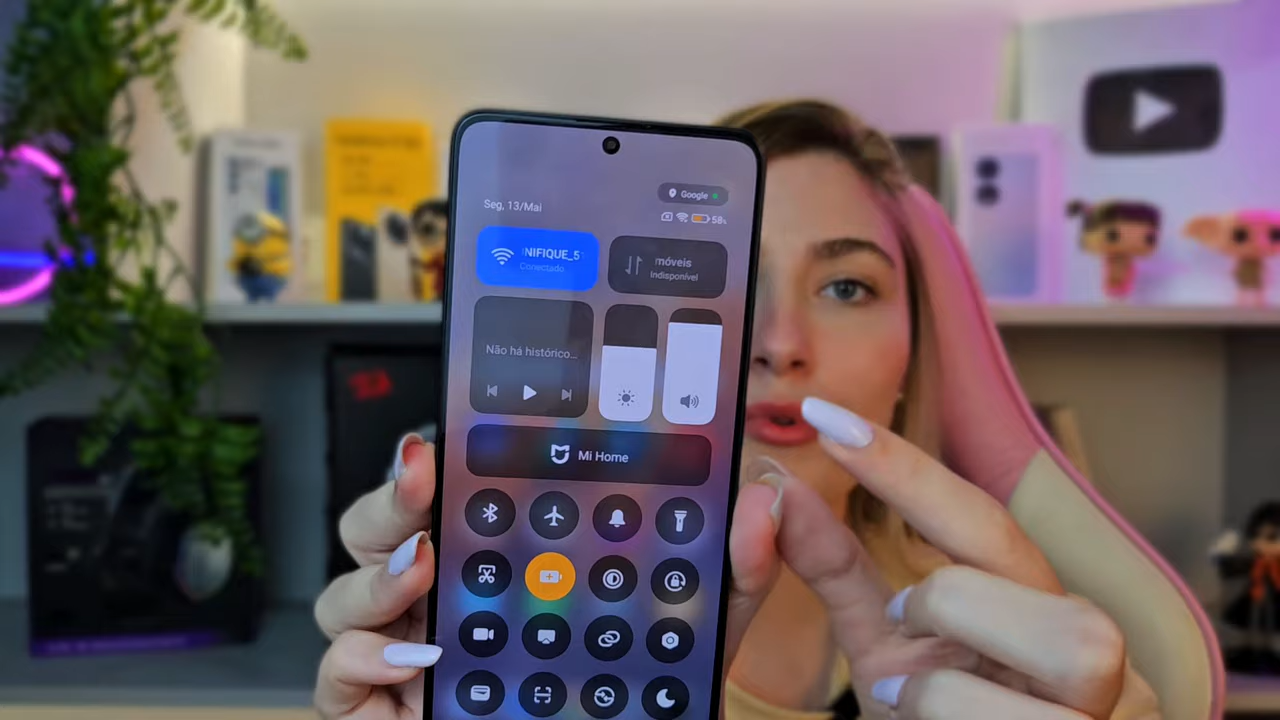 Google
Seg, 13/Mai
58%
NIFIQUE_5
Conectado
móveis
Indisponível
Não há histórico...
Mi Home